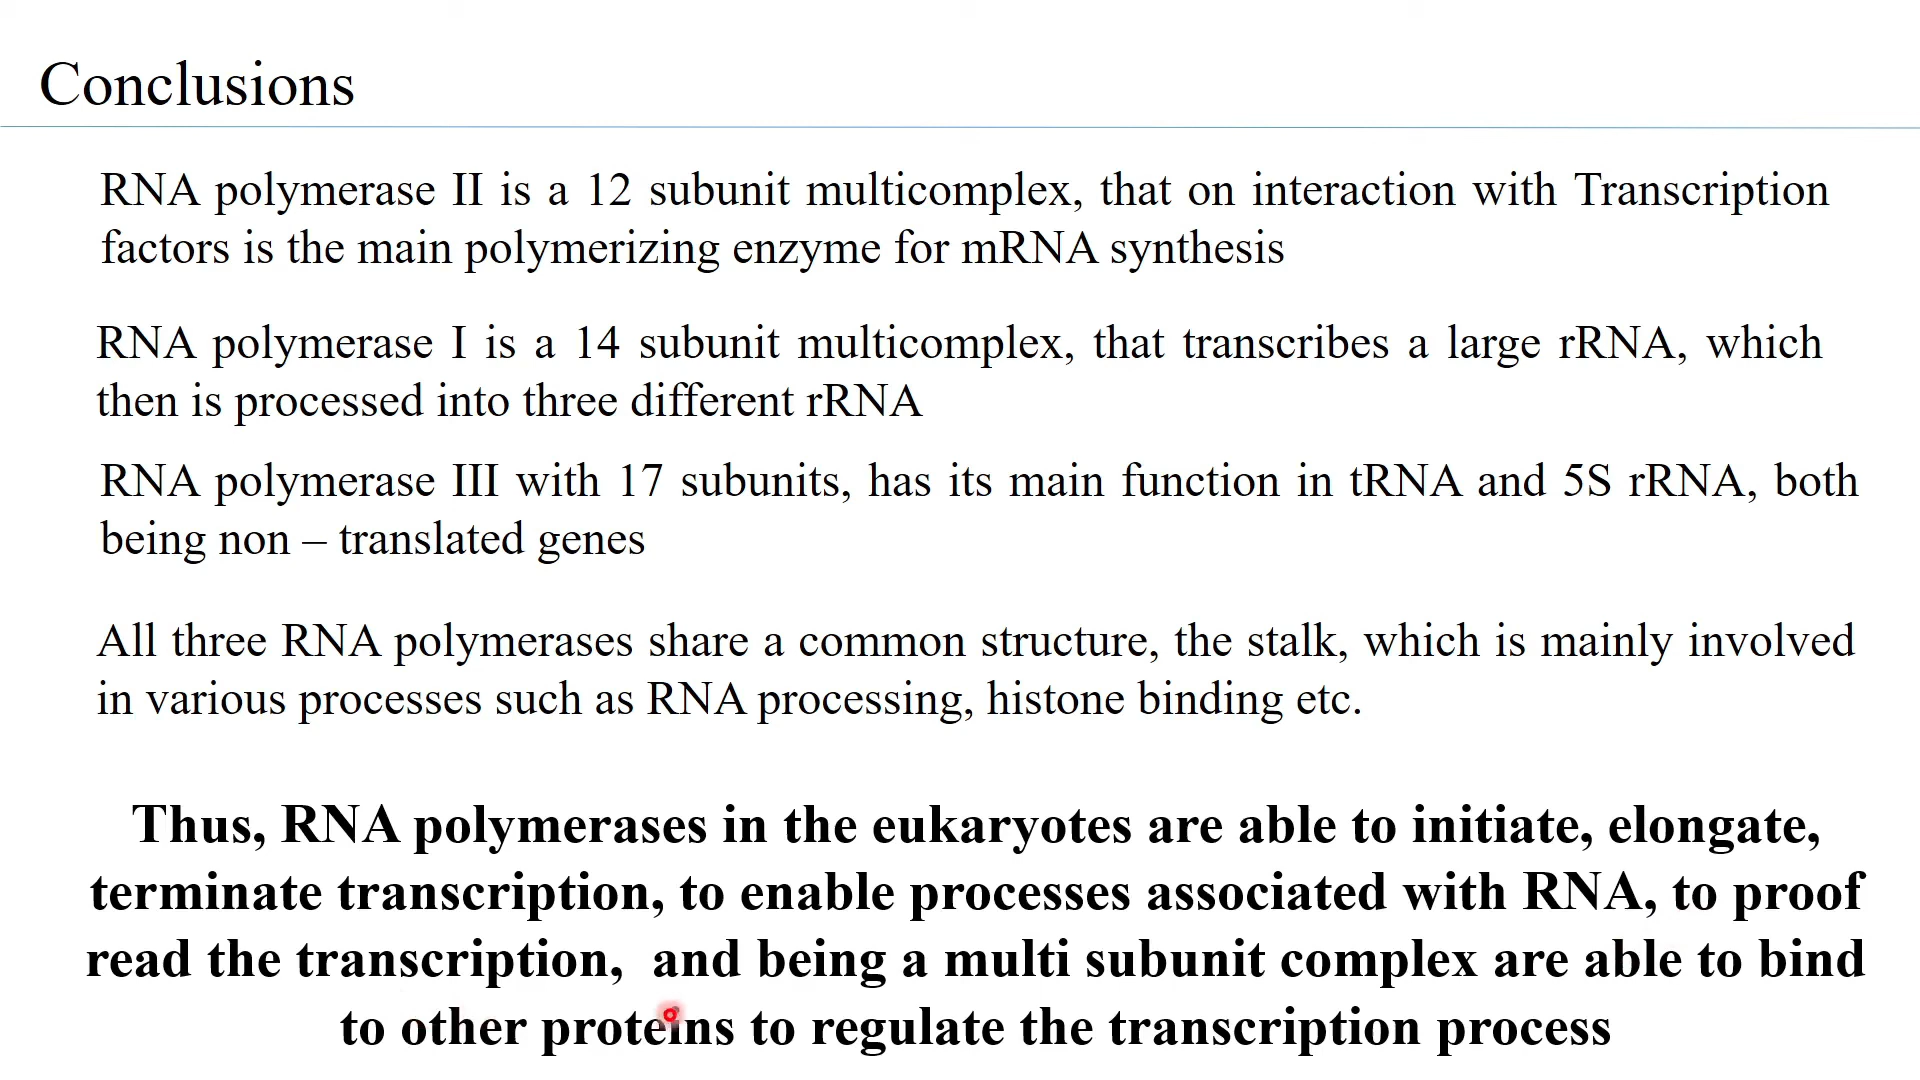 Conclusions
RNA polymerase II is a 12 subunit multicomplex, that on interaction with Transcription
factors is the main polymerizing enzyme for mRNA synthesis
RNA polymerase I is a 14 subunit multicomplex, that transcribes a large rRNA, which
then is processed into three different rRNA
RNA polymerase III with 17 subunits, has its main function in tRNA and 5S rRNA, both
being non – translated genes
All three RNA polymerases share a common structure, the stalk, which is mainly involved
in various processes such as RNA processing, histone binding etc.
Thus, RNA polymerases in the eukaryotes are able to initiate, elongate,
terminate transcription, to enable processes associated with RNA, to proof
read the transcription,  and being a multi subunit complex are able to bind
to other proteins to regulate the transcription process